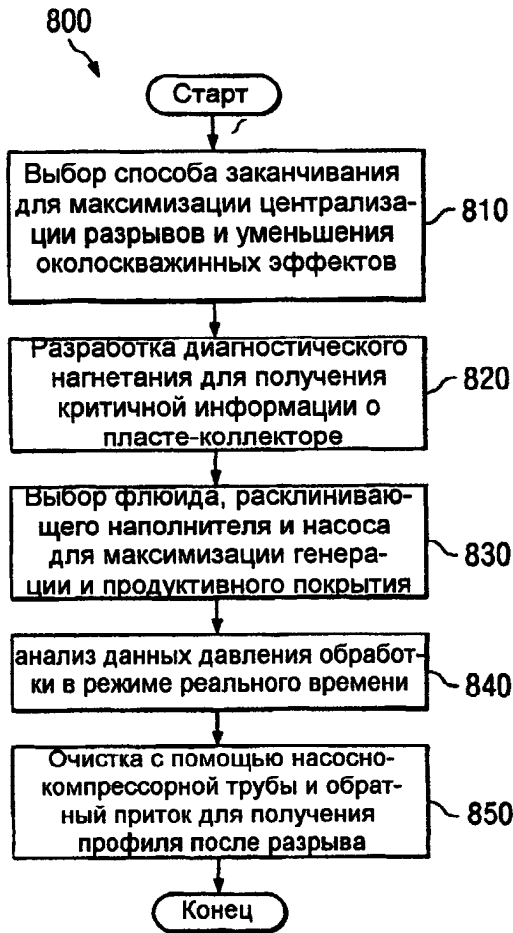 800
Старт
Выбор способа заканчивания
для максимизации централиза-
ции разрывов и уменьшения
околоскважинных эффектов
810
Разработка диагностического
нагнетания для получения
критичной информации о
пласте-коллекторе
820
Выбор флюида, расклиниваю-
щего наполнителя и насоса
для максимизации генера-
ции и продуктивного покрытия
830
анализ данных давления обработ-
ки в режиме реального времени
840
Очистка с помощью насосно-
компрессорной трубы и обрат-
ный приток для получения
профиля после разрыва
850
Конец